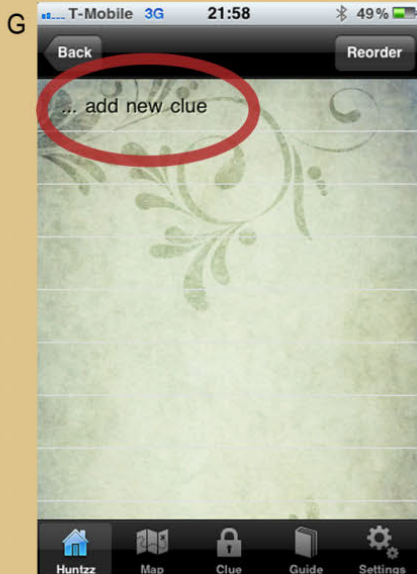 G
T-Mobile 3G 21:58 49%
Back Reorder
... add new clue
Huntzz Map Clue Guide Settings